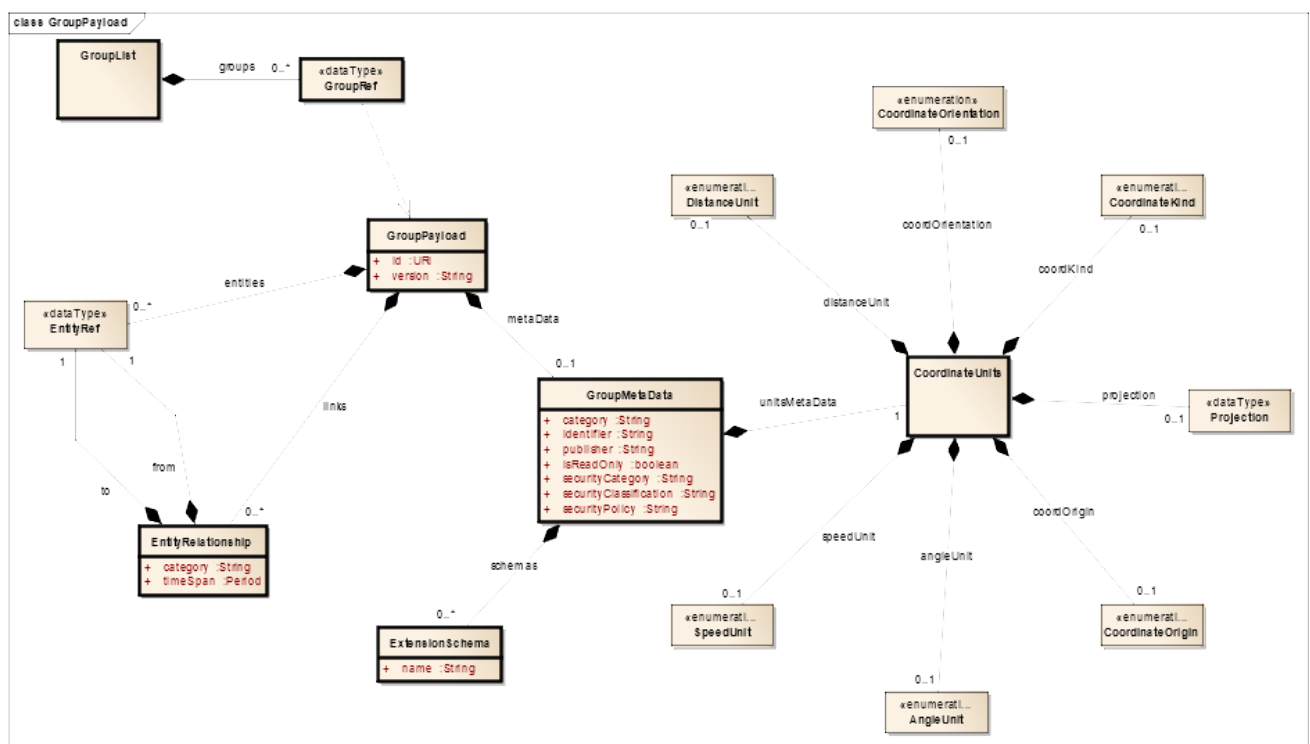 class GroupPayload
GroupList
groups
0..*
«dataType»
GroupRef
«enumeration»
CoordinateOrientation
0..1
«enumerati...
DistanceUnit
0..1
«enumerati...
CoordinateKind
0..1
coordOrientation
coordKind
distanceUnit
GroupPayload
+ id :URI
+ version :String
entities
0..*
«dataType»
EntityRef
1
1
metaData
0..1
links
GroupMetaData
+ category :String
+ identifier :String
+ publisher :String
+ isReadOnly :boolean
+ securityCategory :String
+ securityClassification :String
+ securityPolicy :String
unitsMetaData
1
CoordinateUnits
projection
0..1
«dataType»
Projection
from
to
0..*
EntityRelationship
+ category :String
+ timeSpan :Period
schemas
0..*
ExtensionSchema
+ name :String
speedUnit
0..1
«enumerati...
SpeedUnit
angleUnit
0..1
«enumerati...
AngleUnit
coordOrigin
0..1
«enumerati...
CoordinateOrigin